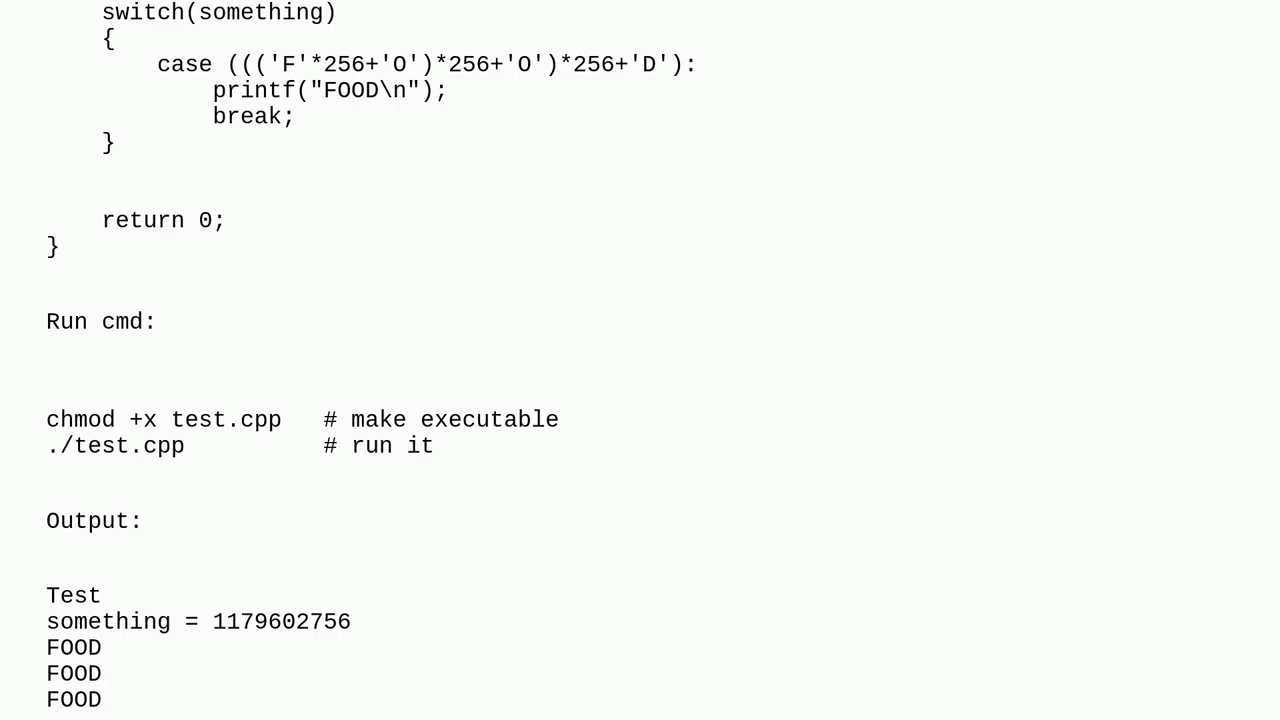 switch(something)
{
case ((('F'*256+'O')*256+'O')*256+'D'):
printf("FOOD\n");
break;
}
return 0;
}
Run cmd:
chmod +x test.cpp   # make executable
./test.cpp          # run it
Output:
Test
something = 1179602756
FOOD
FOOD
FOOD